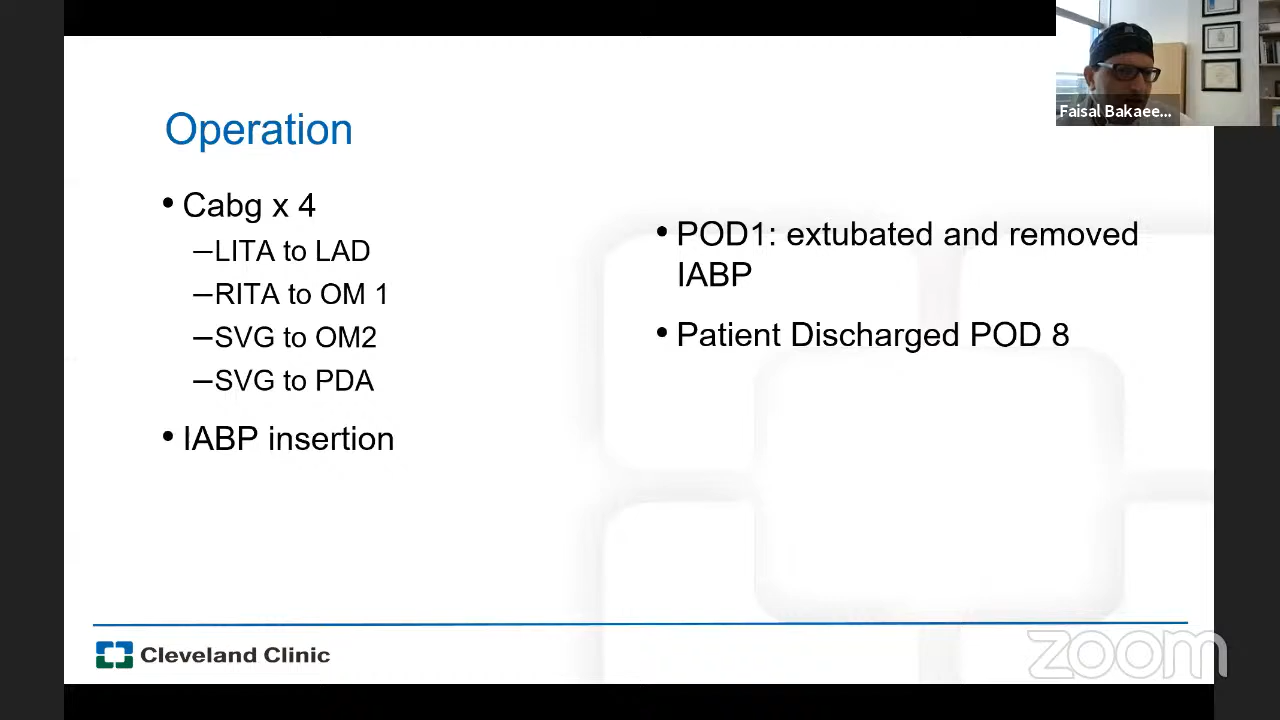 Operation
• Cabg x 4
–LITA to LAD
–RITA to OM 1
–SVG to OM2
–SVG to PDA
• IABP insertion
• POD1: extubated and removed
IABP
• Patient Discharged POD 8
Faisal Bakaee...
Cleveland Clinic
zoom